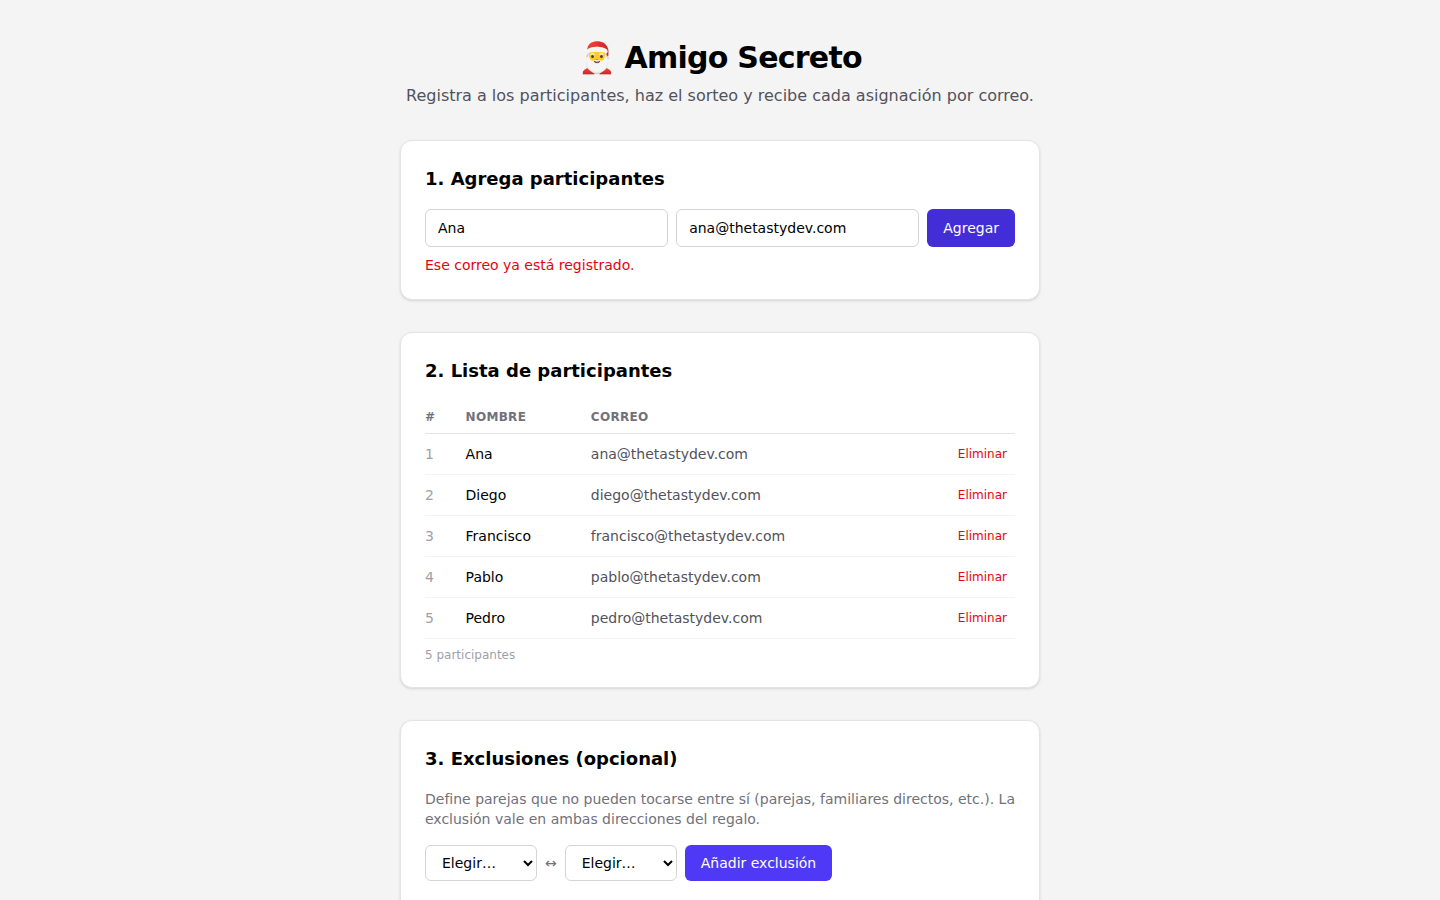 🎅 Amigo Secreto
Registra a los participantes, haz el sorteo y recibe cada asignación por correo.
1. Agrega participantes
Ana ana@thetastydev.com Agregar
Ese correo ya está registrado.
2. Lista de participantes
# NOMBRE CORREO
1 Ana ana@thetastydev.com Eliminar
2 Diego diego@thetastydev.com Eliminar
3 Francisco francisco@thetastydev.com Eliminar
4 Pablo pablo@thetastydev.com Eliminar
5 Pedro pedro@thetastydev.com Eliminar
5 participantes
3. Exclusiones (opcional)
Define parejas que no pueden tocarse entre sí (parejas, familiares directos, etc.). La
exclusión vale en ambas direcciones del regalo.
Elegir... ↔ Elegir... Añadir exclusión